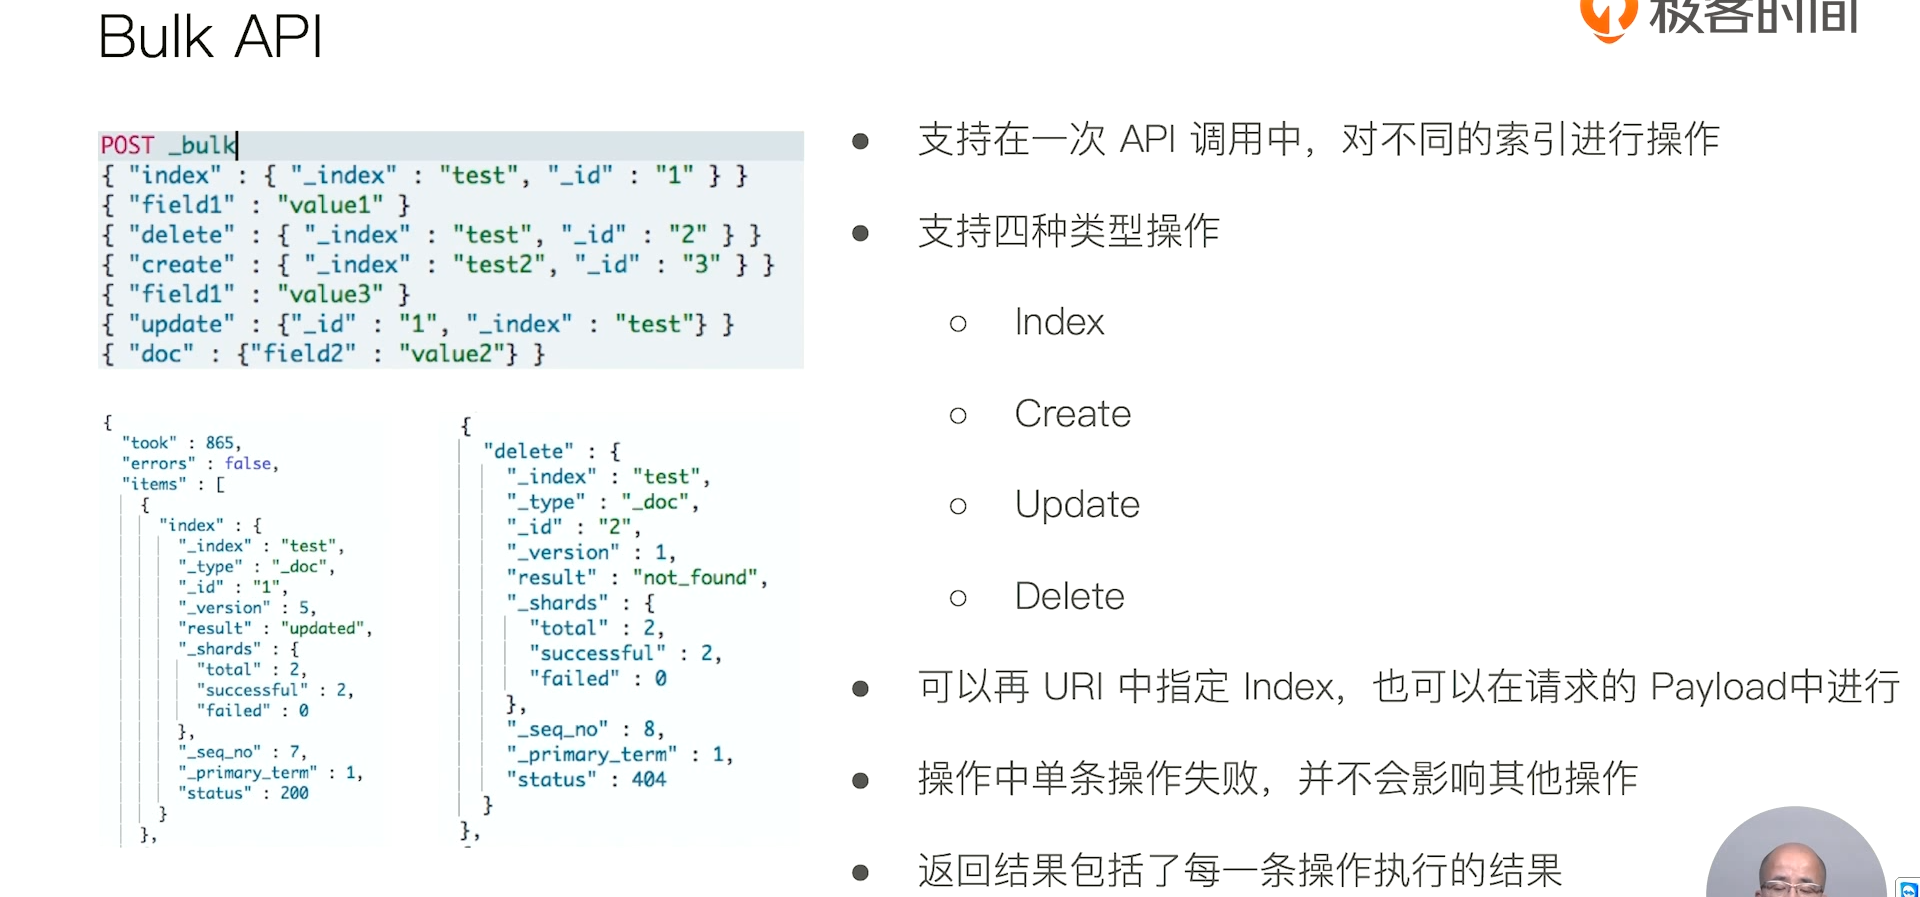 Bulk API
极客时间
POST _bulk
{ "index" : { "_index" : "test", "_id" : "1" } }
{ "field1" : "value1" }
{ "delete" : { "_index" : "test", "_id" : "2" } }
{ "create" : { "_index" : "test2", "_id" : "3" } }
{ "field1" : "value3" }
{ "update" : {"_id" : "1", "_index" : "test"} }
{ "doc" : {"field2" : "value2"} }
{
"took" : 865,
"errors" : false,
"items" : [
{
"index" : {
"_index" : "test",
"_type" : "_doc",
"_id" : "1",
"_version" : 5,
"result" : "updated",
"_shards" : {
"total" : 2,
"successful" : 2,
"failed" : 0
},
"_seq_no" : 7,
"_primary_term" : 1,
"status" : 200
}
},
{
"delete" : {
"_index" : "test",
"_type" : "_doc",
"_id" : "2",
"_version" : 1,
"result" : "not_found",
"_shards" : {
"total" : 2,
"successful" : 2,
"failed" : 0
},
"_seq_no" : 8,
"_primary_term" : 1,
"status" : 404
}
},
● 支持在一次 API 调用中，对不同的索引进行操作
● 支持四种类型操作
○ Index
○ Create
○ Update
○ Delete
● 可以再 URI 中指定 Index，也可以在请求的 Payload中进行
● 操作中单条操作失败，并不会影响其他操作
● 返回结果包括了每一条操作执行的结果